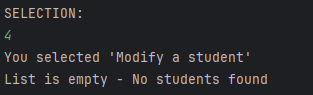 SELECTION:
4
You selected 'Modify a student'
List is empty - No students found